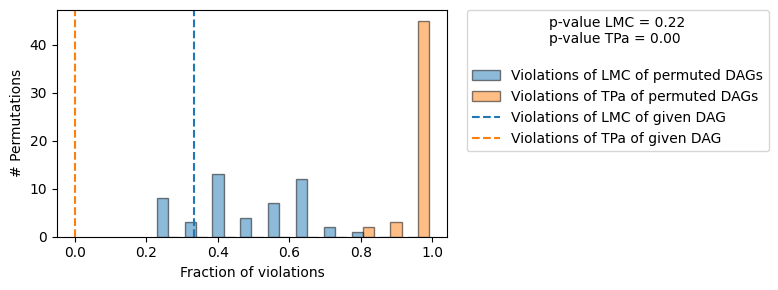 p-value LMC = 0.22
p-value TPa = 0.00
Violations of LMC of permuted DAGs
Violations of TPa of permuted DAGs
Violations of LMC of given DAG
Violations of TPa of given DAG
# Permutations
40
30
20
10
0
0.0 0.2 0.4 0.6 0.8 1.0
Fraction of violations